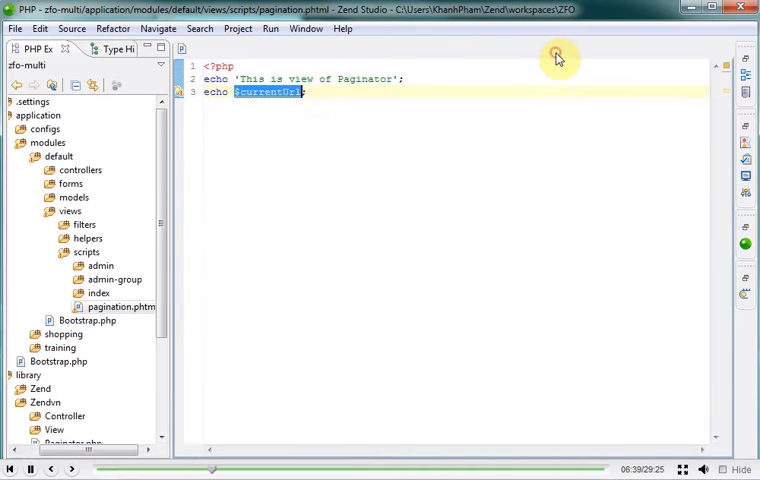 PHP - zfo-multi/application/modules/default/views/scripts/pagination.phtml - Zend Studio - C:\Users\KhanhPham\Zend\workspaces\ZFO
File Edit Source Refactor Navigate Search Project Run Window Help
PHP Ex Type Hi
zfo-multi
.settings
application
configs
modules
default
controllers
forms
models
views
filters
helpers
scripts
admin
admin-group
index
pagination.phtm
Bootstrap.php
shopping
training
Bootstrap.php
library
Zend
Zendvn
Controller
View
Paginator.php
1 <?php
2 echo 'This is view of Paginator';
3 echo $currentUrl;
06:39/29:25 Hide